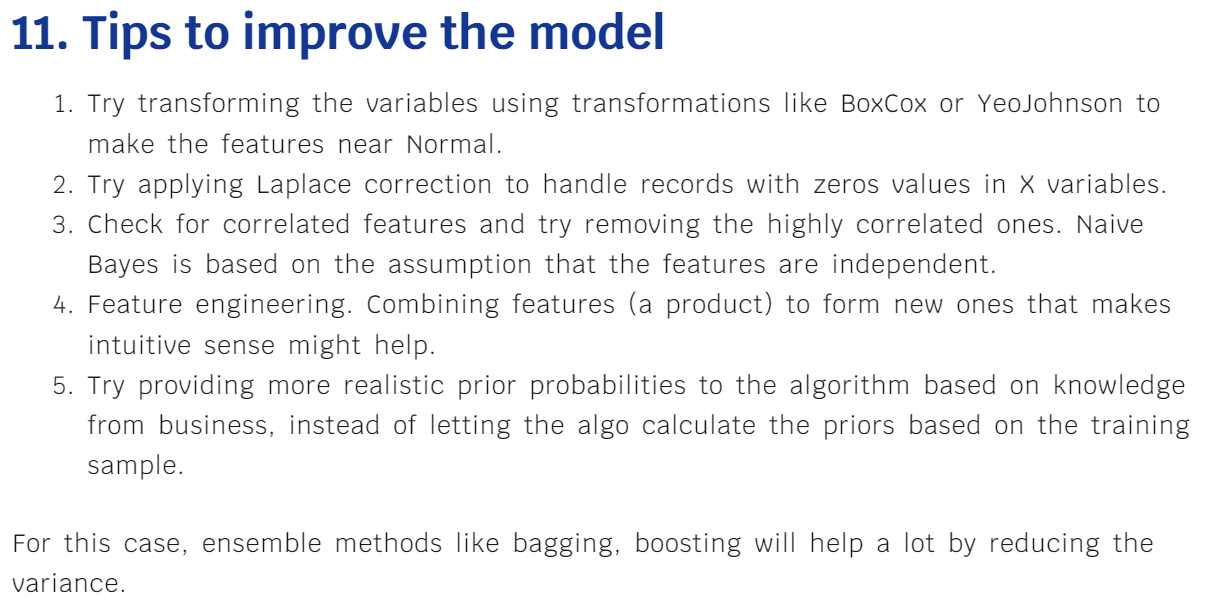 11. Tips to improve the model
1. Try transforming the variables using transformations like BoxCox or YeoJohnson to
make the features near Normal.
2. Try applying Laplace correction to handle records with zeros values in X variables.
3. Check for correlated features and try removing the highly correlated ones. Naive
Bayes is based on the assumption that the features are independent.
4. Feature engineering. Combining features (a product) to form new ones that makes
intuitive sense might help.
5. Try providing more realistic prior probabilities to the algorithm based on knowledge
from business, instead of letting the algo calculate the priors based on the training
sample.
For this case, ensemble methods like bagging, boosting will help a lot by reducing the
variance.